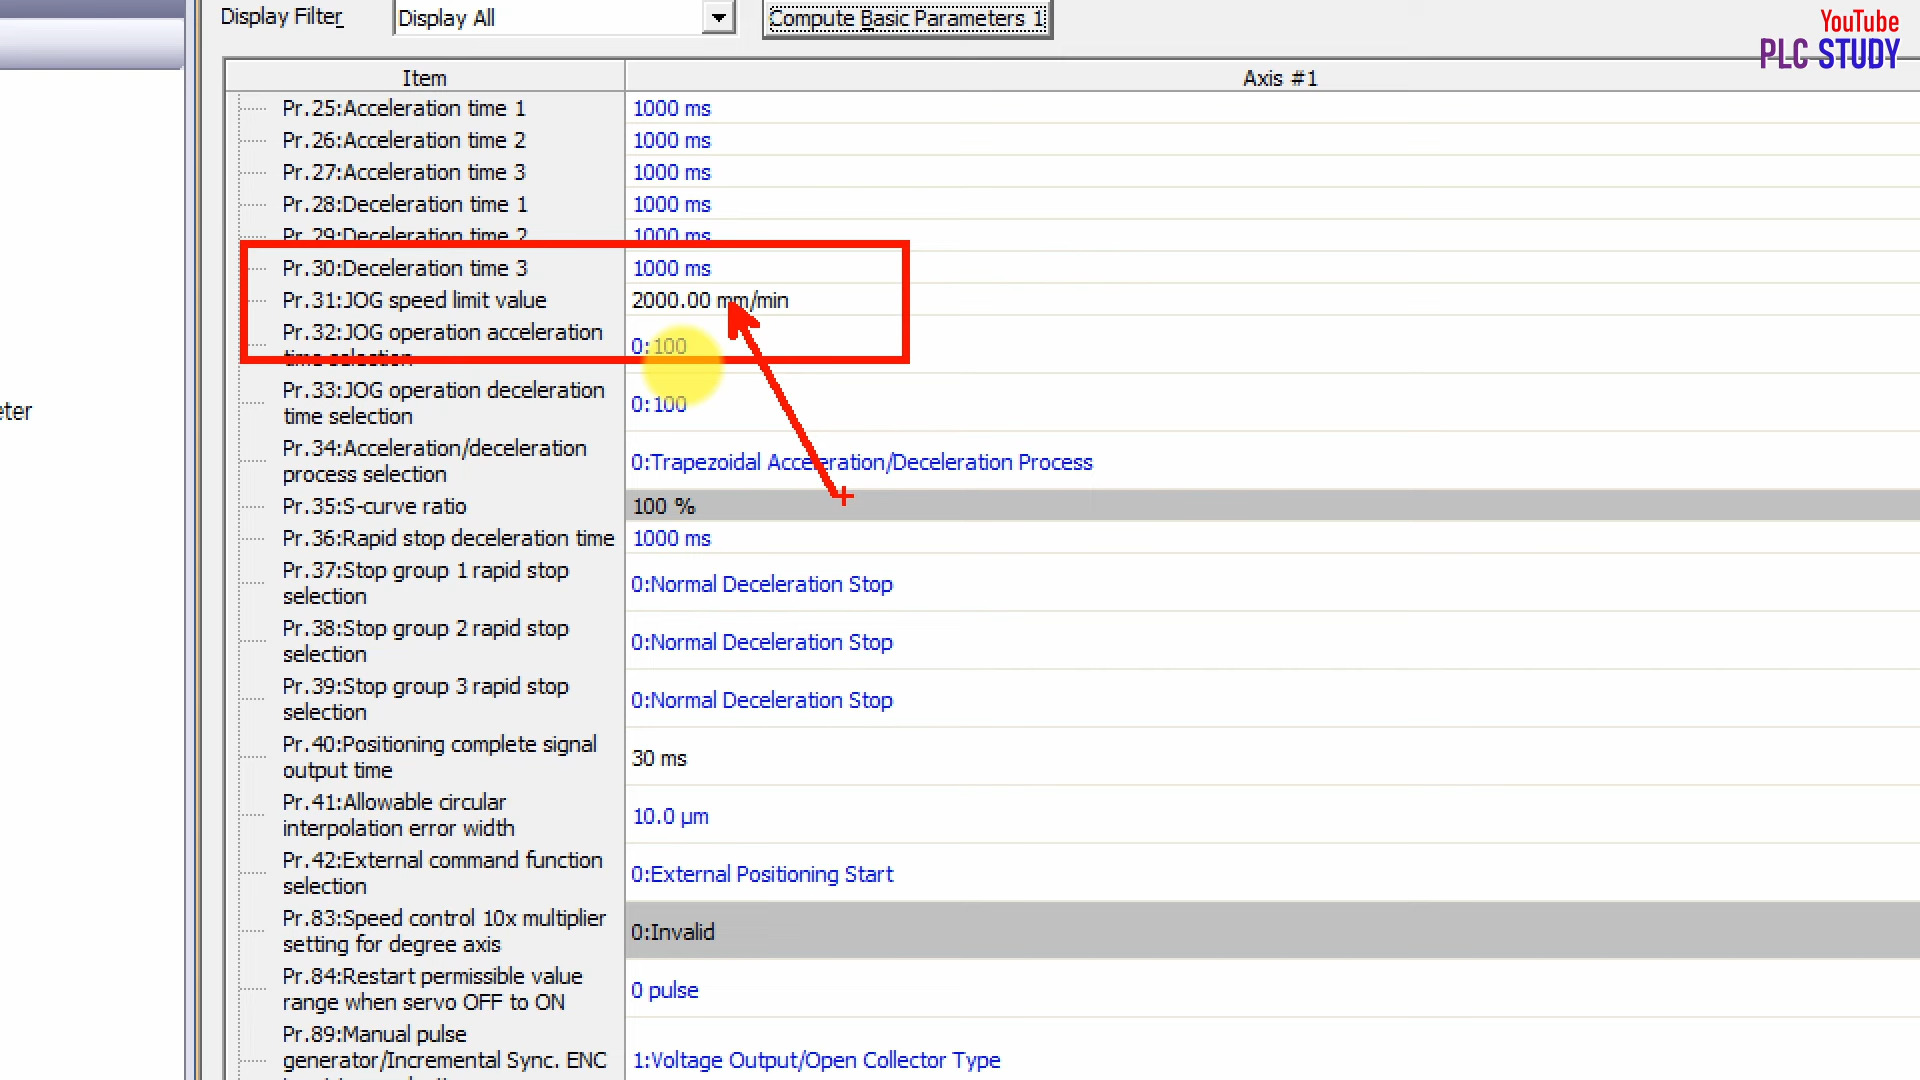 Display Filter Display All Compute Basic Parameters 1
YouTube
PLC STUDY
Item Axis #1
Pr.25:Acceleration time 1 1000 ms
Pr.26:Acceleration time 2 1000 ms
Pr.27:Acceleration time 3 1000 ms
Pr.28:Deceleration time 1 1000 ms
Pr.29:Deceleration time 2 1000 ms
Pr.30:Deceleration time 3 1000 ms
Pr.31:JOG speed limit value 2000.00 mm/min
Pr.32:JOG operation acceleration
time selection 0:100
Pr.33:JOG operation deceleration
time selection 0:100
Pr.34:Acceleration/deceleration
process selection 0:Trapezoidal Acceleration/Deceleration Process
Pr.35:S-curve ratio 100 %
Pr.36:Rapid stop deceleration time 1000 ms
Pr.37:Stop group 1 rapid stop
selection 0:Normal Deceleration Stop
Pr.38:Stop group 2 rapid stop
selection 0:Normal Deceleration Stop
Pr.39:Stop group 3 rapid stop
selection 0:Normal Deceleration Stop
Pr.40:Positioning complete signal
output time 30 ms
Pr.41:Allowable circular
interpolation error width 10.0 µm
Pr.42:External command function
selection 0:External Positioning Start
Pr.83:Speed control 10x multiplier
setting for degree axis 0:Invalid
Pr.84:Restart permissible value
range when servo OFF to ON 0 pulse
Pr.89:Manual pulse
generator/Incremental Sync. ENC 1:Voltage Output/Open Collector Type
eter